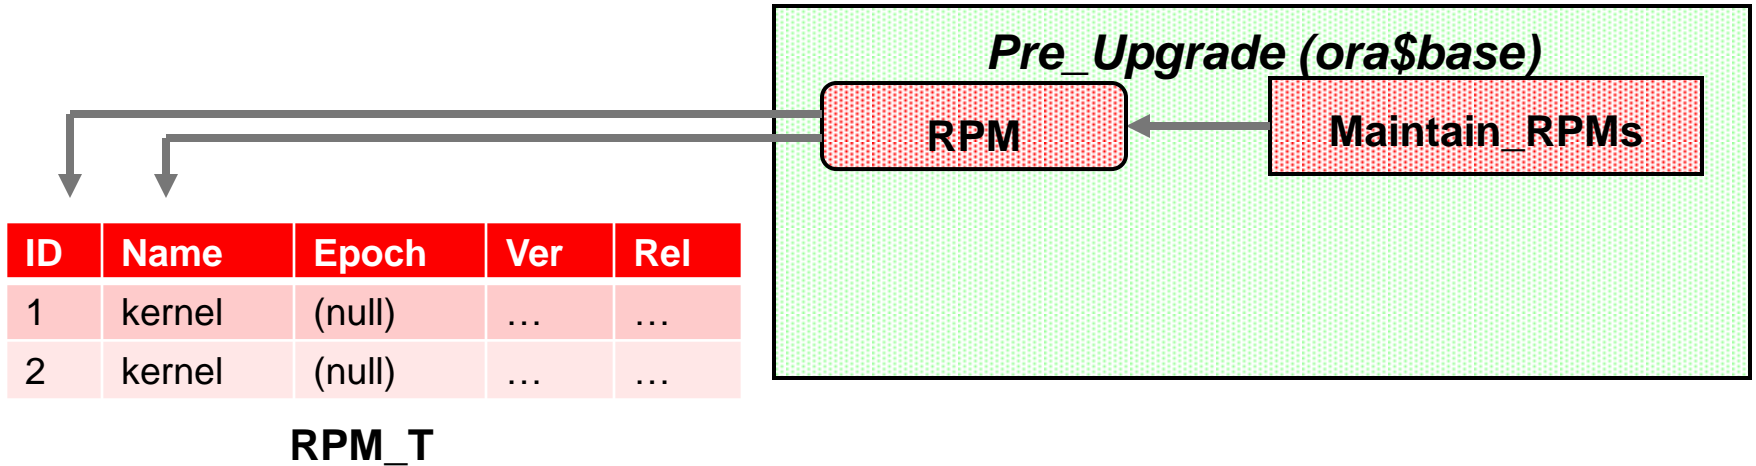 Pre_Upgrade (ora$base)
RPM
Maintain_RPMs
ID Name Epoch Ver Rel
1 kernel (null) … …
2 kernel (null) … …
RPM_T